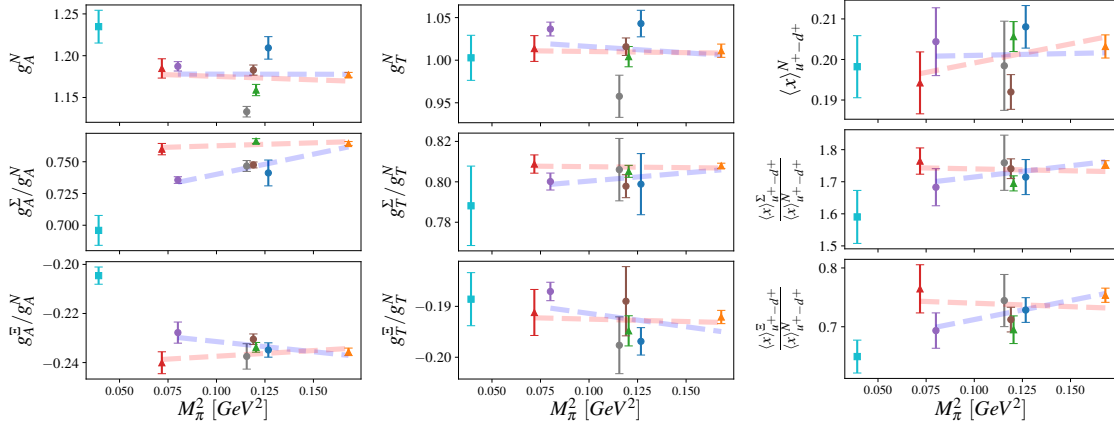 g_A^N
1.25
1.20
1.15
g_T^N
1.05
1.00
0.95
⟨x⟩^N_{u^+−d^+}
0.21
0.20
0.19
g_A^Σ/g_A^N
0.750
0.725
0.700
g_T^Σ/g_T^N
0.82
0.80
0.78
⟨x⟩^Σ_{u^+−d^+}
⟨x⟩^N_{u^+−d^+}
1.8
1.7
1.6
1.5
g_A^Ξ/g_A^N
−0.20
−0.22
−0.24
g_T^Ξ/g_T^N
−0.19
−0.20
⟨x⟩^Ξ_{u^+−d^+}
⟨x⟩^N_{u^+−d^+}
0.8
0.7
0.050 0.075 0.100 0.125 0.150
0.050 0.075 0.100 0.125 0.150
0.050 0.075 0.100 0.125 0.150
M_π^2 [GeV^2]
M_π^2 [GeV^2]
M_π^2 [GeV^2]